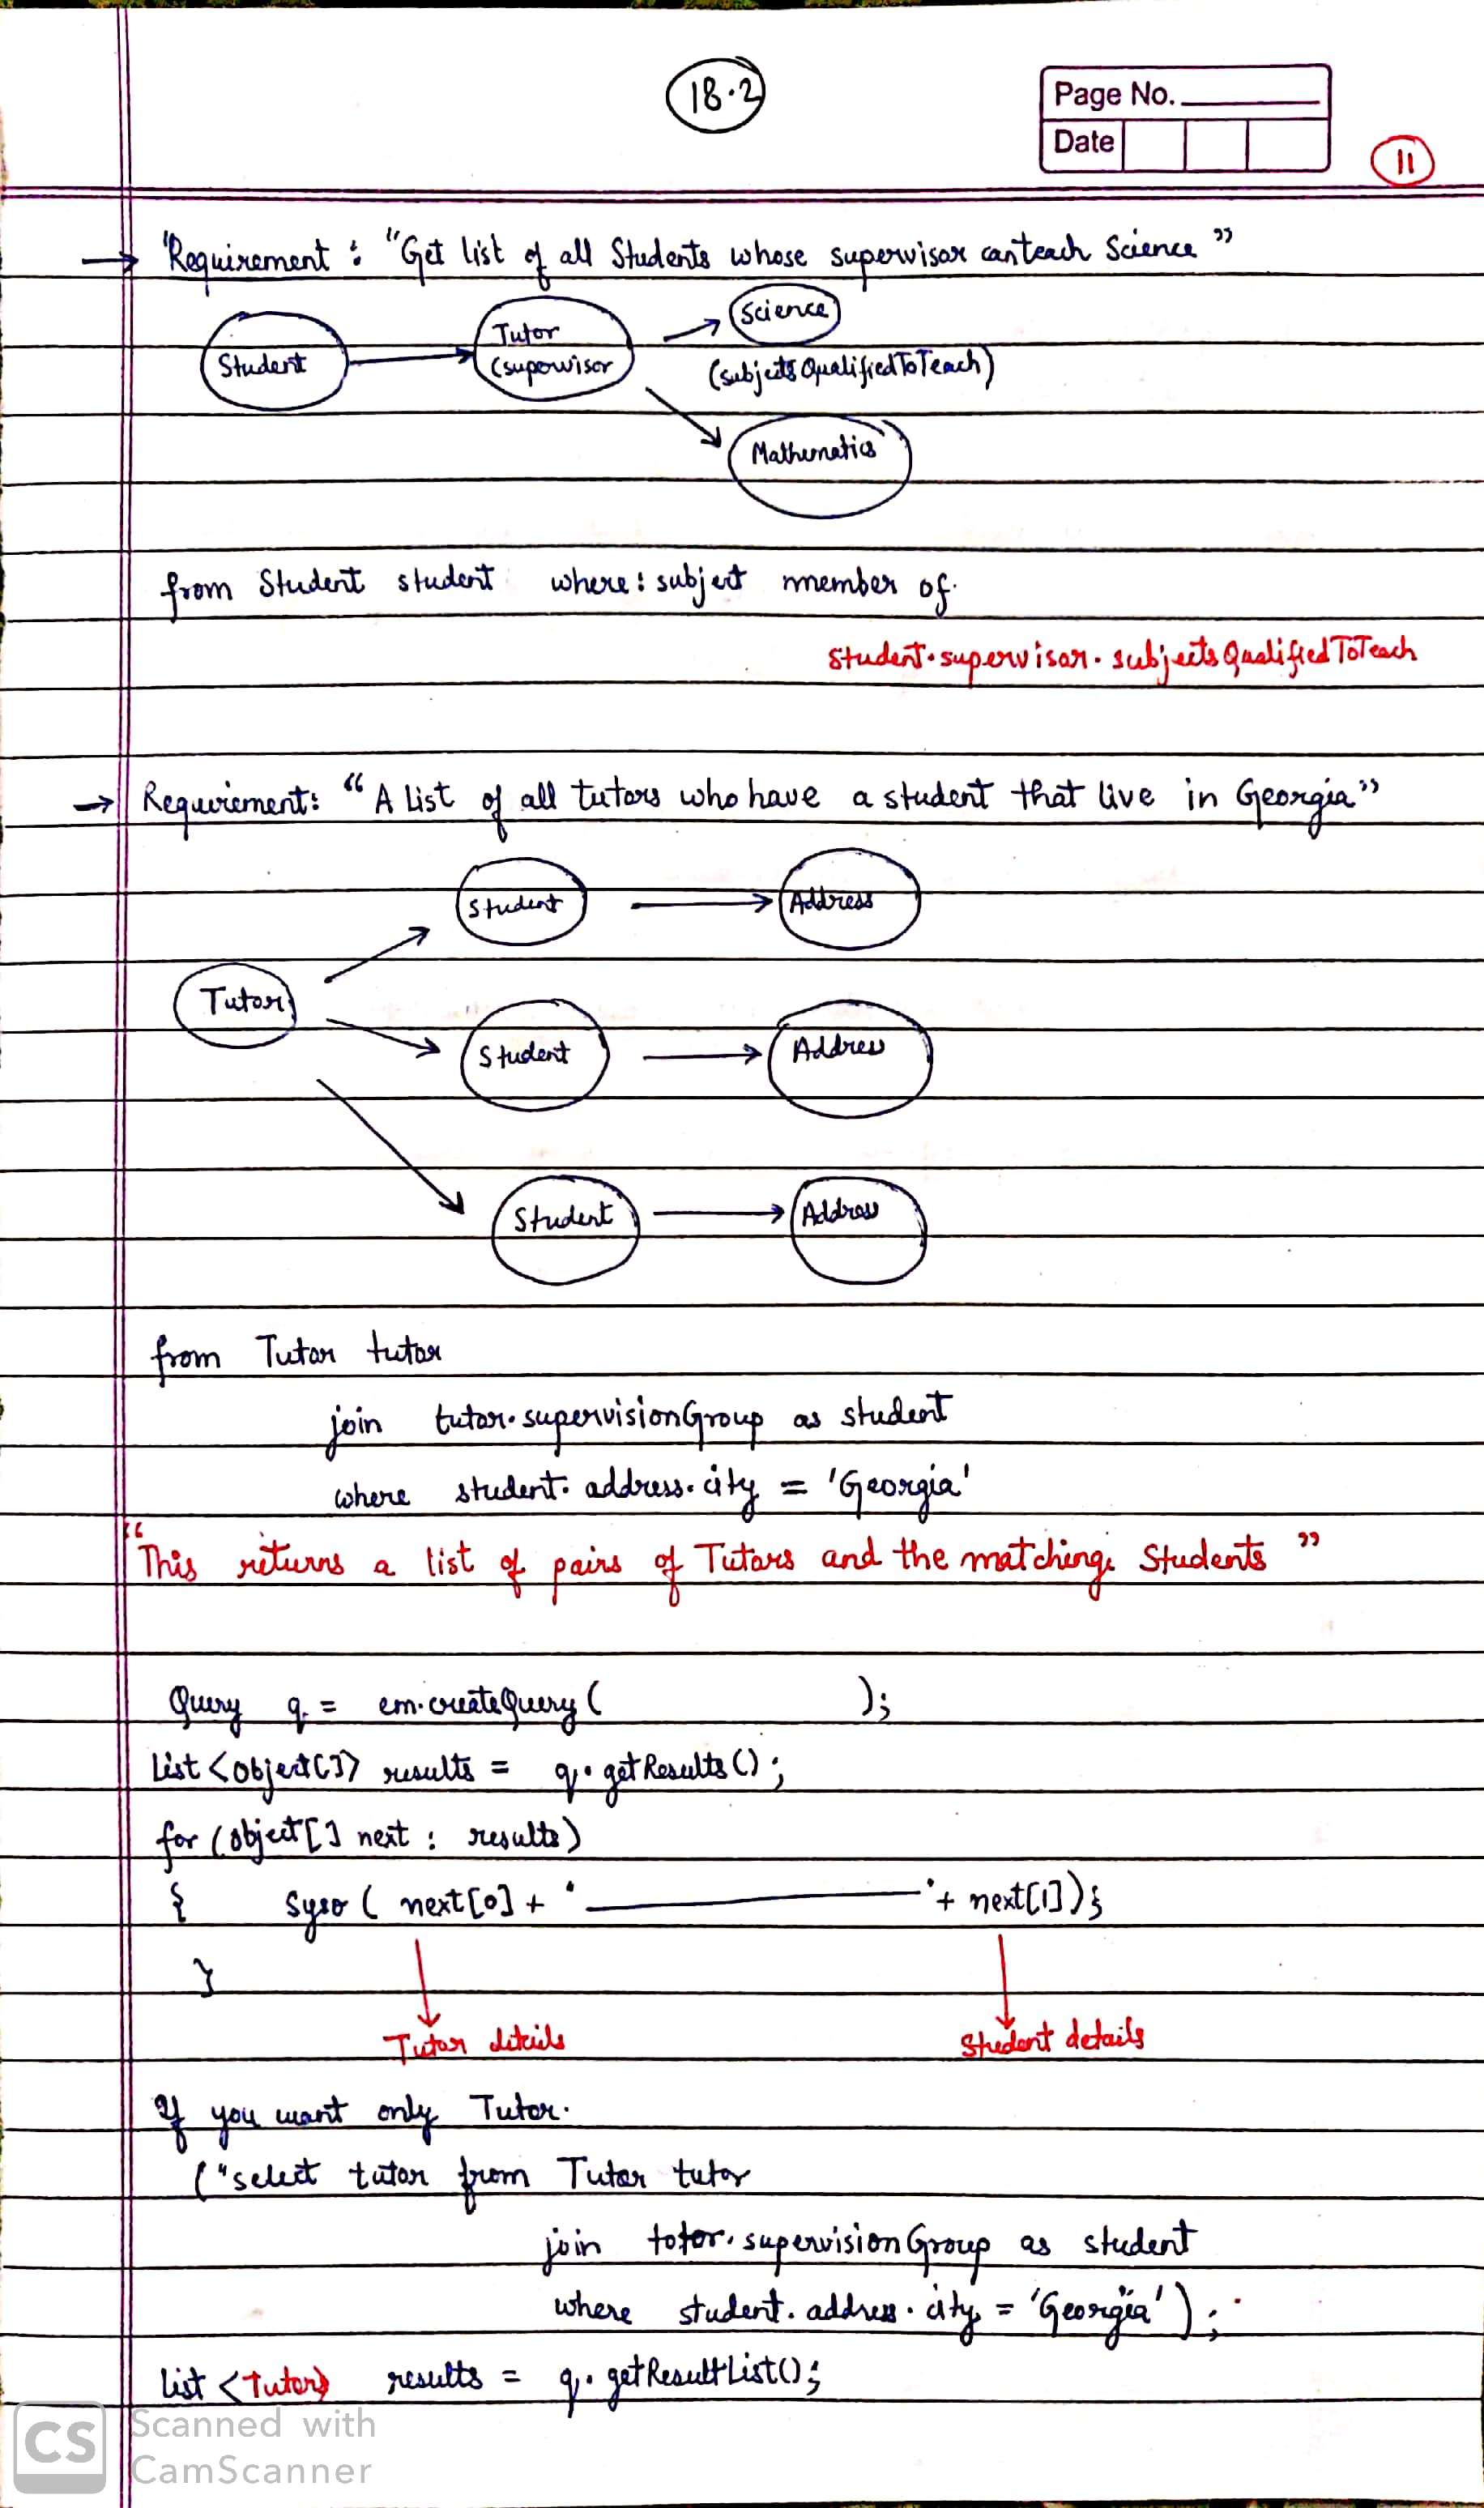 18.2
Page No.
Date
11
→ Requirement : "Get list of all Students whose supervisor can teach Science"
Student
Tutor
(supervisor
Science
(subjectsQualifiedToTeach)
Mathematics
from Student student where : subject member of
student.supervisor.subjectsQualifiedToTeach
→ Requirement: "A List of all tutors who have a student that live in Georgia"
Student → Address
Tutor
Student → Address
Student → Address
from Tutor tutor
join tutor.supervisionGroup as student
where student.address.city = 'Georgia'
"This returns a list of pairs of Tutors and the matching Students"
Query q = em.createQuery( );
List <object[]> results = q.getResults();
for (object[] next : results)
{ Syso ( next[0] + ' ———— '+ next[1]);
}
Tutor details Student details
If you want only Tutor.
("select tutor from Tutor tutor
join totor.supervisionGroup as student
where student.address.city = 'Georgia');
list <Tutor> results = q.getResultList();
CS Scanned with
CamScanner